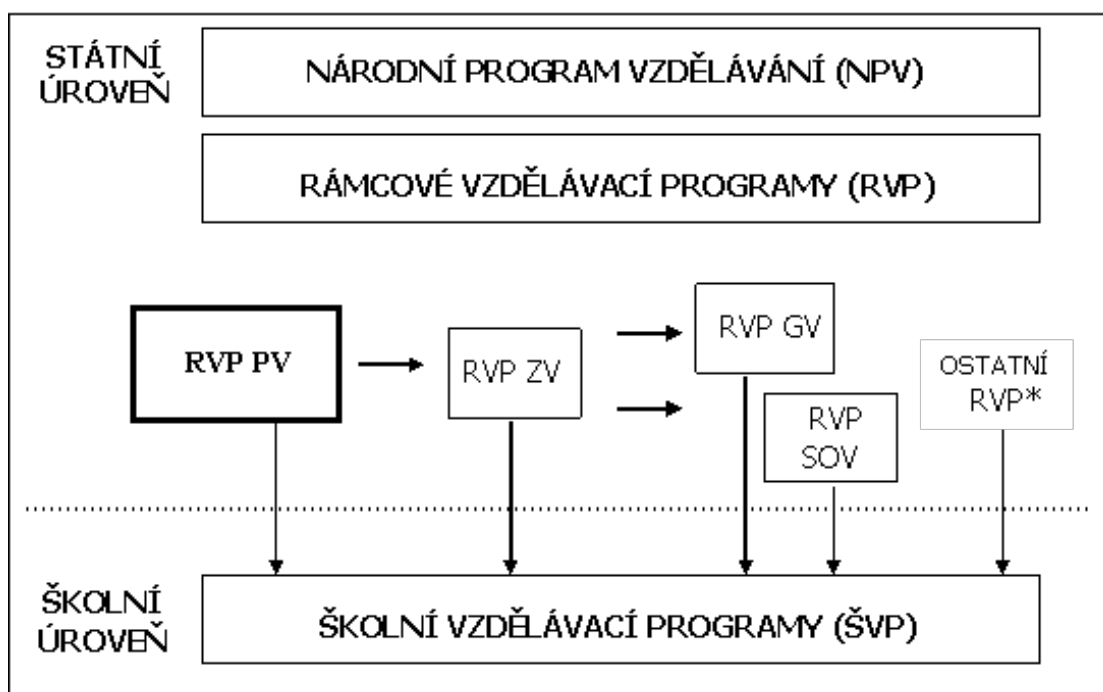 STÁTNÍ
ÚROVEŇ
NÁRODNÍ PROGRAM VZDĚLÁVÁNÍ (NPV)
RÁMCOVÉ VZDĚLÁVACÍ PROGRAMY (RVP)
RVP PV
RVP ZV
RVP GV
RVP
SOV
OSTATNÍ
RVP*
ŠKOLNÍ
ÚROVEŇ
ŠKOLNÍ VZDĚLÁVACÍ PROGRAMY (ŠVP)